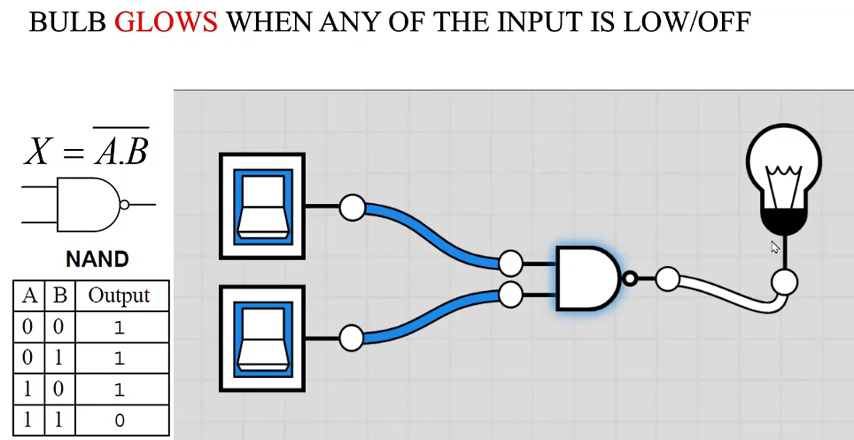 BULB GLOWS WHEN ANY OF THE INPUT IS LOW/OFF
X = \overline{A.B}
NAND
A B Output
0 0 1
0 1 1
1 0 1
1 1 0